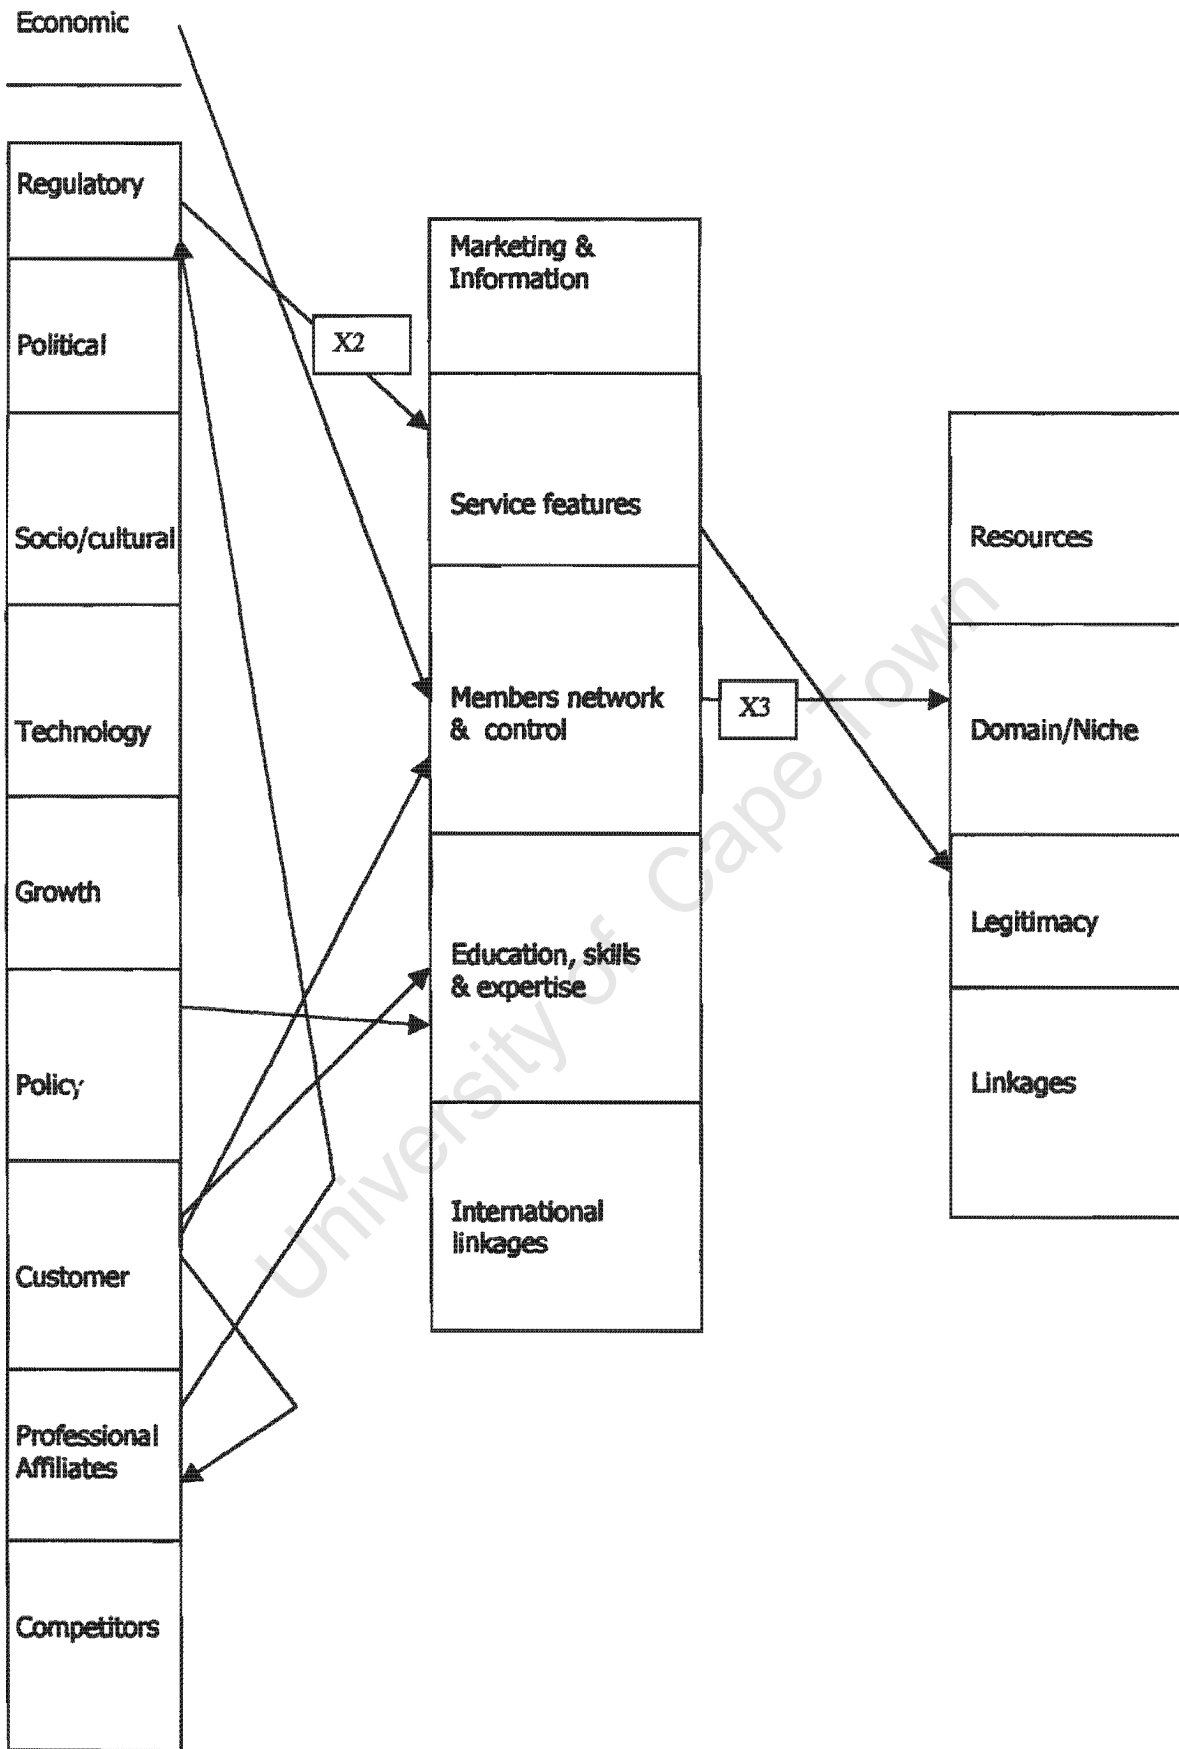 Economic
Regulatory
Political
Socio/cultural
Technology
Growth
Policy
Customer
Professional
Affiliates
Competitors
X2
Marketing &
Information
Service features
Members network
& control
Education, skills
& expertise
International
linkages
X3
Resources
Domain/Niche
Legitimacy
Linkages
University of Cape Town